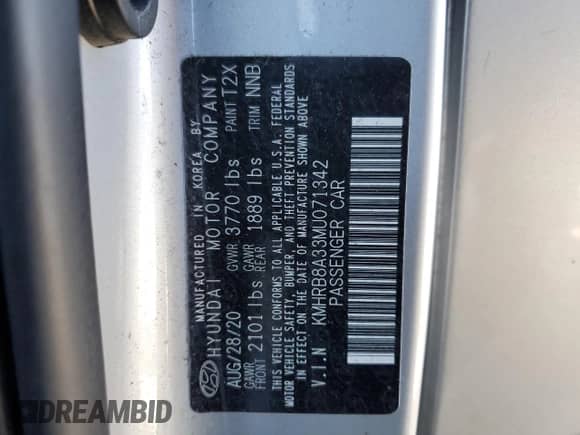 MANUFACTURED IN KOREA BY
HYUNDAI MOTOR COMPANY
AUG/28/20 GVWR 3770 lbs PAINT T2X
GAWR FRONT 2101 lbs GAWR REAR 1889 lbs TRIM NNB
THIS VEHICLE CONFORMS TO ALL APPLICABLE U.S.A. FEDERAL
MOTOR VEHICLE SAFETY, BUMPER, AND THEFT PREVENTION STANDARDS
IN EFFECT ON THE DATE OF MANUFACTURE SHOWN ABOVE
V.I.N KMHRB8A33MU071342
PASSENGER CAR
DREAMBID